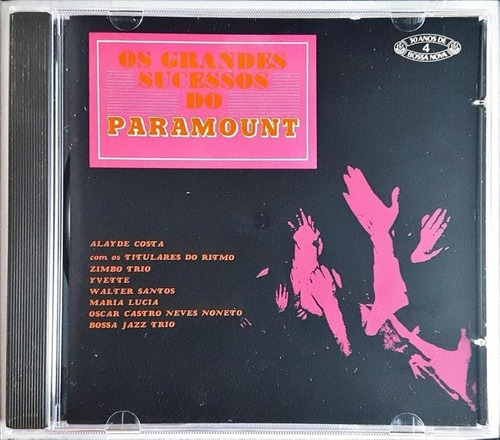 OS GRANDES
SUCESSOS
DO
PARAMOUNT
30 ANOS DE
4
BOSSA NOVA
ALAYDE COSTA
com os TITULARES DO RITMO
ZIMBO TRIO
YVETTE
WALTER SANTOS
MARIA LUCIA
OSCAR CASTRO NEVES NONETO
BOSSA JAZZ TRIO